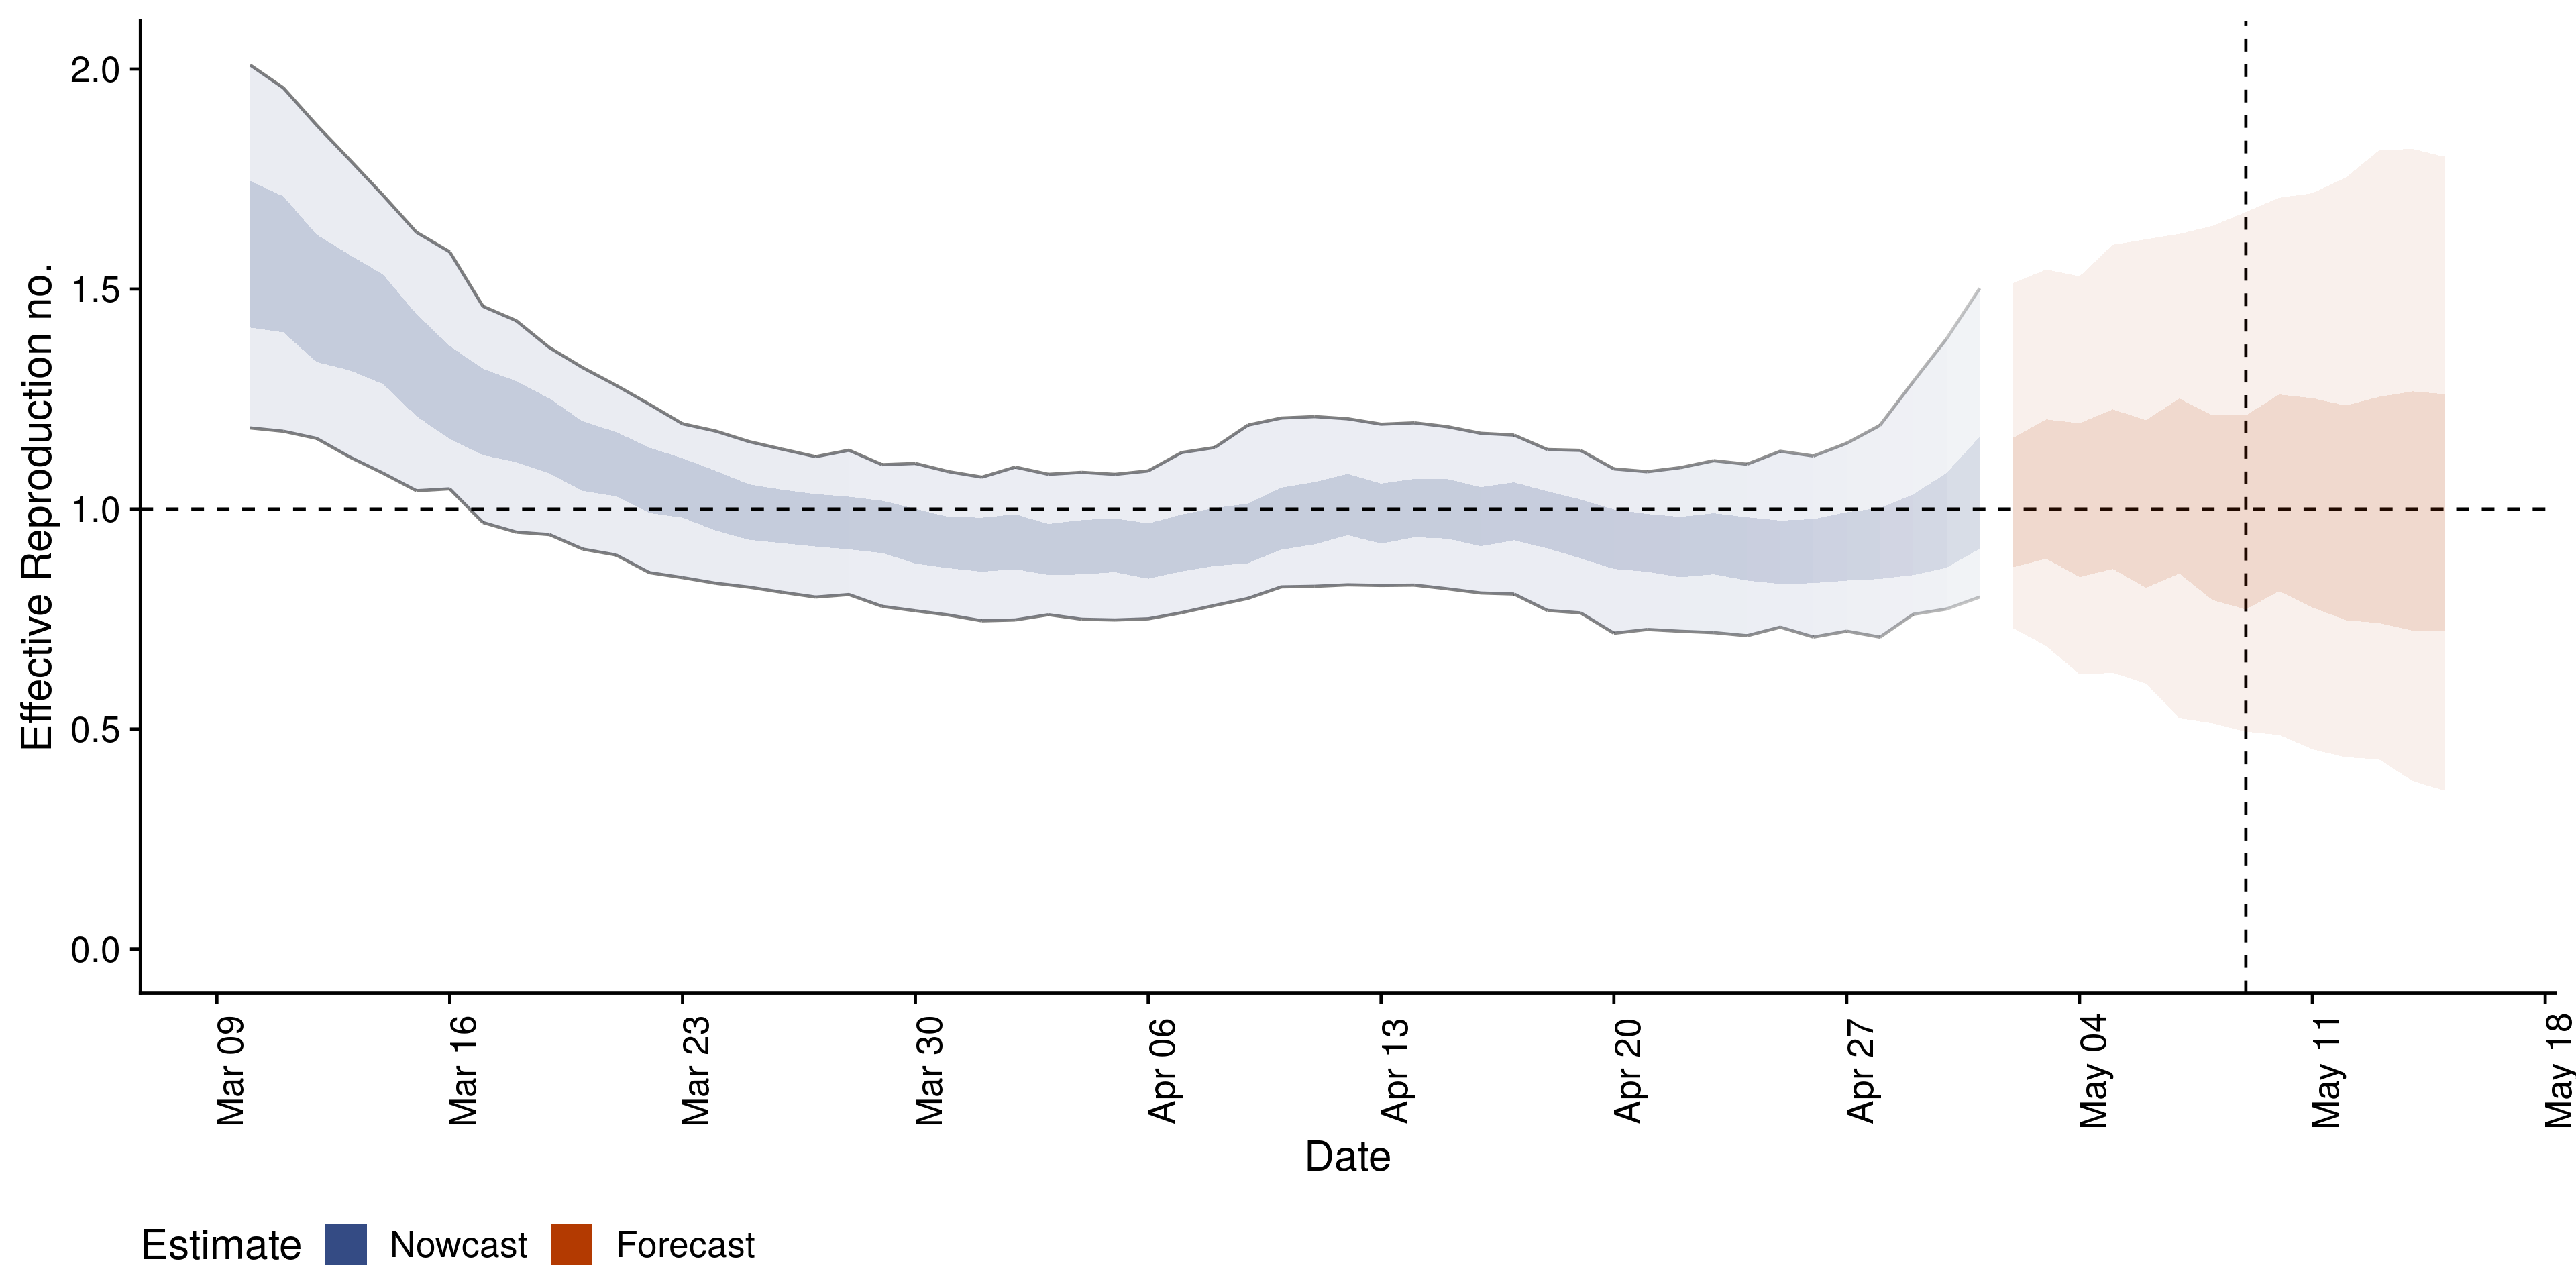 Effective Reproduction no.
2.0
1.5
1.0
0.5
0.0
Mar 09
Mar 16
Mar 23
Mar 30
Apr 06
Apr 13
Apr 20
Apr 27
May 04
May 11
May 18
Date
Estimate Nowcast Forecast